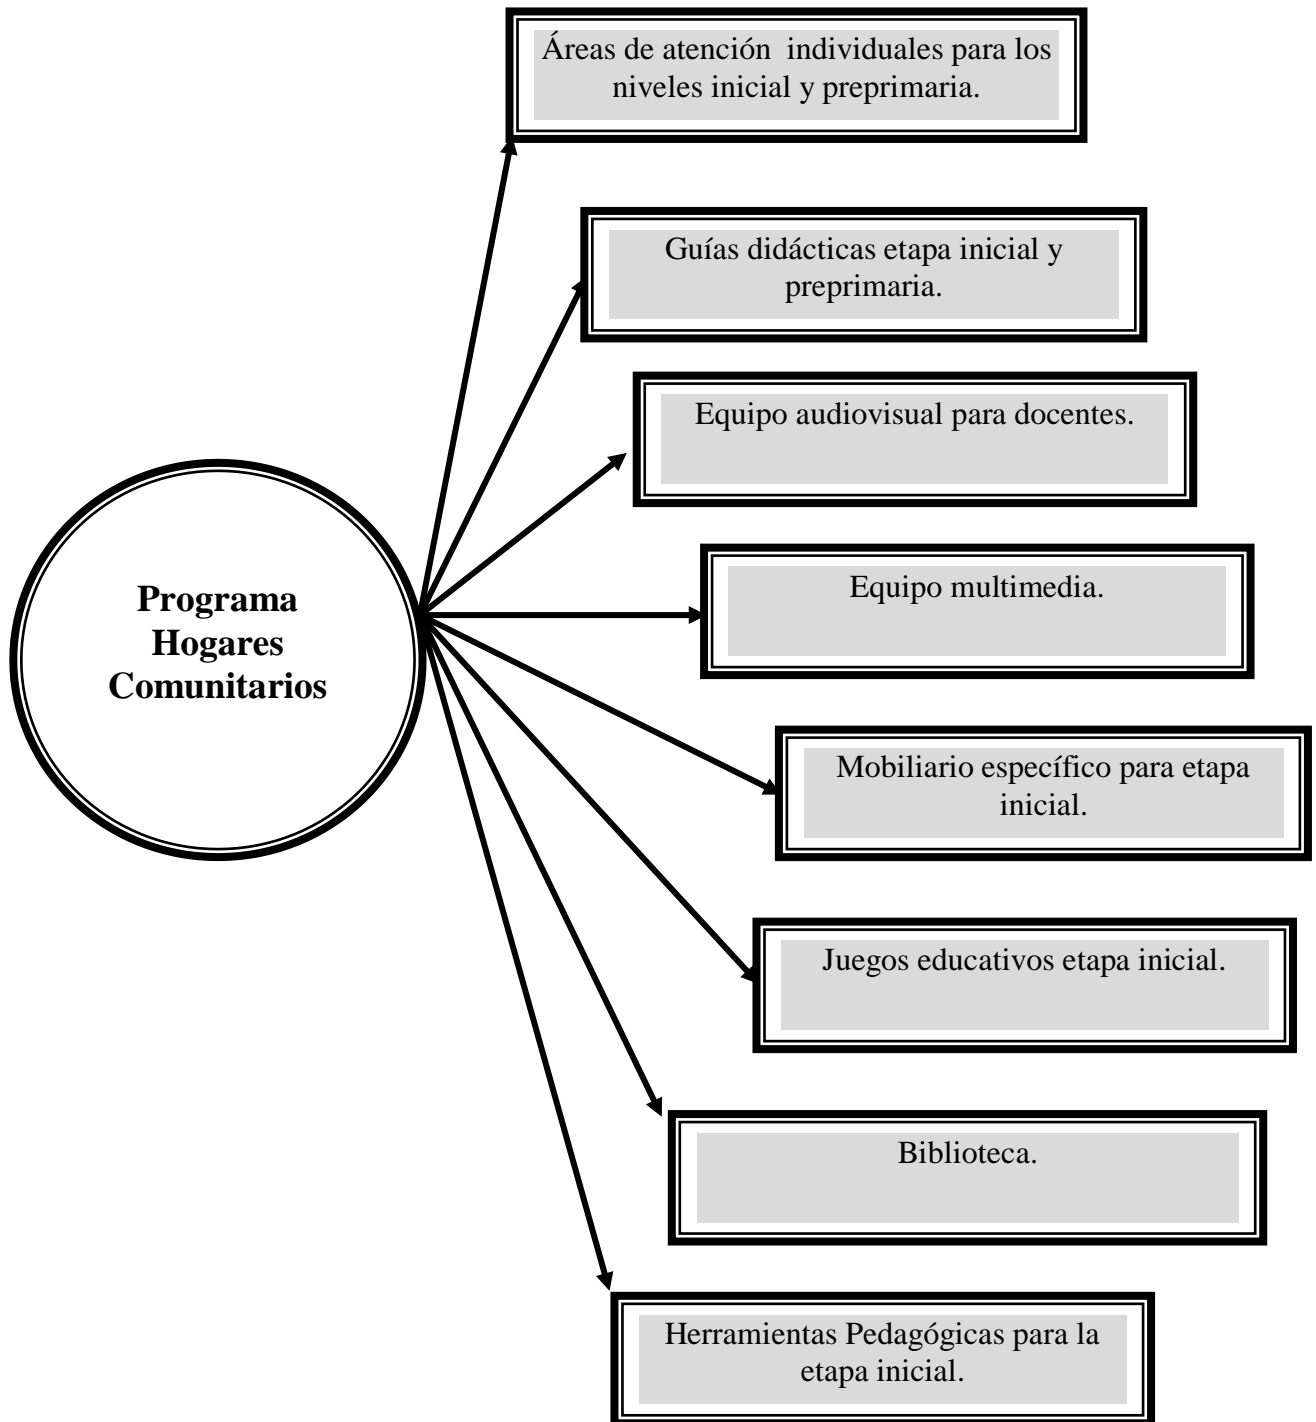 Áreas de atención  individuales para los
niveles inicial y preprimaria.
Guías didácticas etapa inicial y
preprimaria.
Equipo audiovisual para docentes.
Equipo multimedia.
Programa
Hogares
Comunitarios
Mobiliario específico para etapa
inicial.
Juegos educativos etapa inicial.
Biblioteca.
Herramientas Pedagógicas para la
etapa inicial.